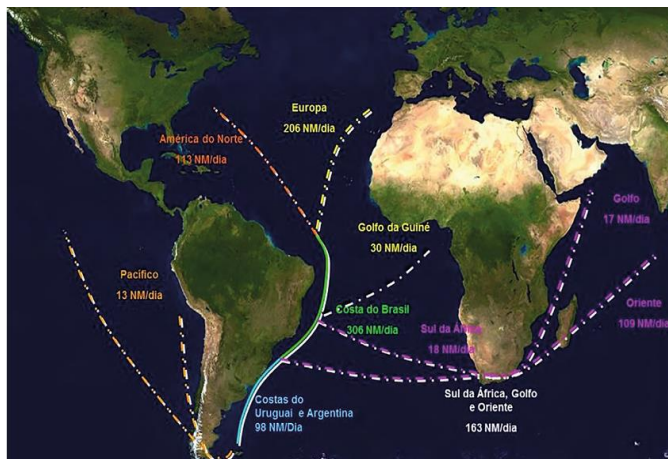 Europa
206 NM/dia
América do Norte
113 NM/dia
Golfo da Guiné
30 NM/dia
Golfo
17 NM/dia
Pacífico
13 NM/dia
Costa do Brasil
306 NM/dia
Sul da África
18 NM/dia
Oriente
109 NM/dia
Costas do
Uruguai e Argentina
98 NM/Dia
Sul da África, Golfo
e Oriente
163 NM/dia